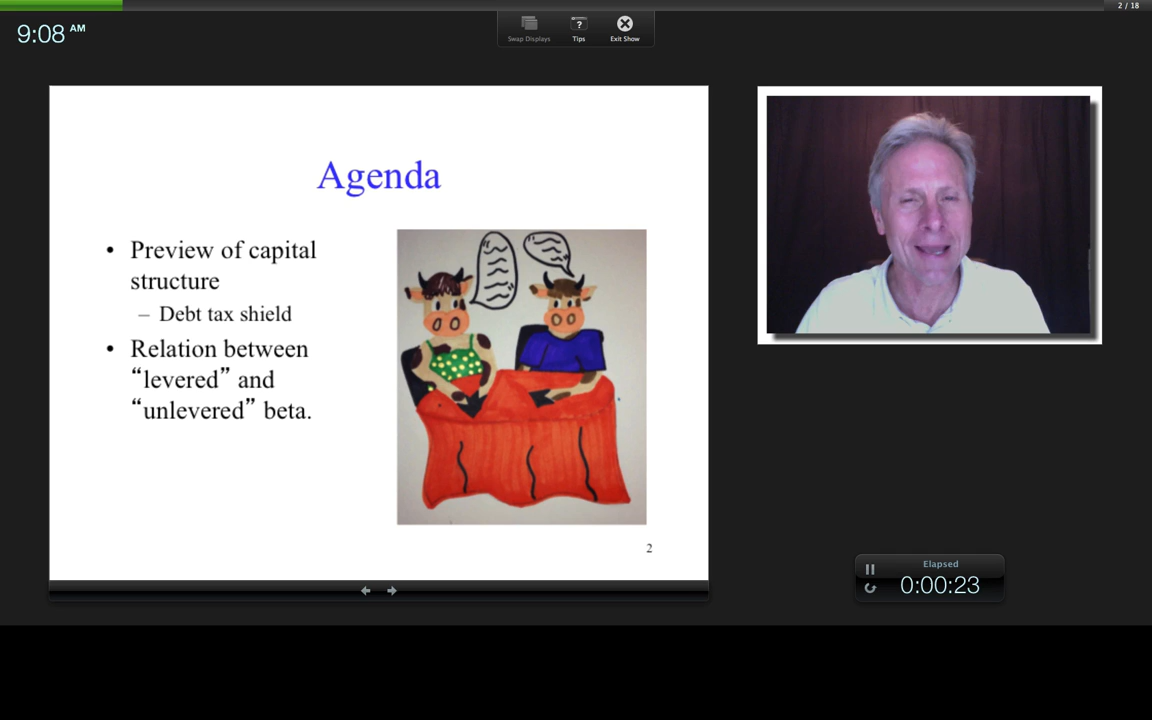 2 / 18
9:08 AM
Swap Displays
Tips
Exit Show
Agenda
• Preview of capital
structure
– Debt tax shield
• Relation between
“levered” and
“unlevered” beta.
2
Elapsed
0:00:23